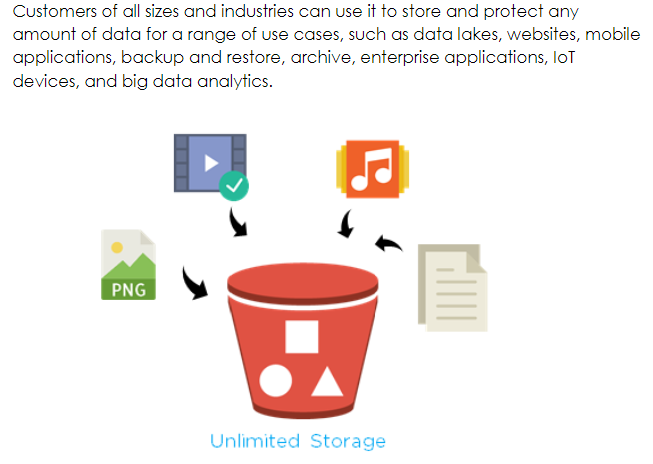 Customers of all sizes and industries can use it to store and protect any
amount of data for a range of use cases, such as data lakes, websites, mobile
applications, backup and restore, archive, enterprise applications, IoT
devices, and big data analytics.
PNG
Unlimited Storage